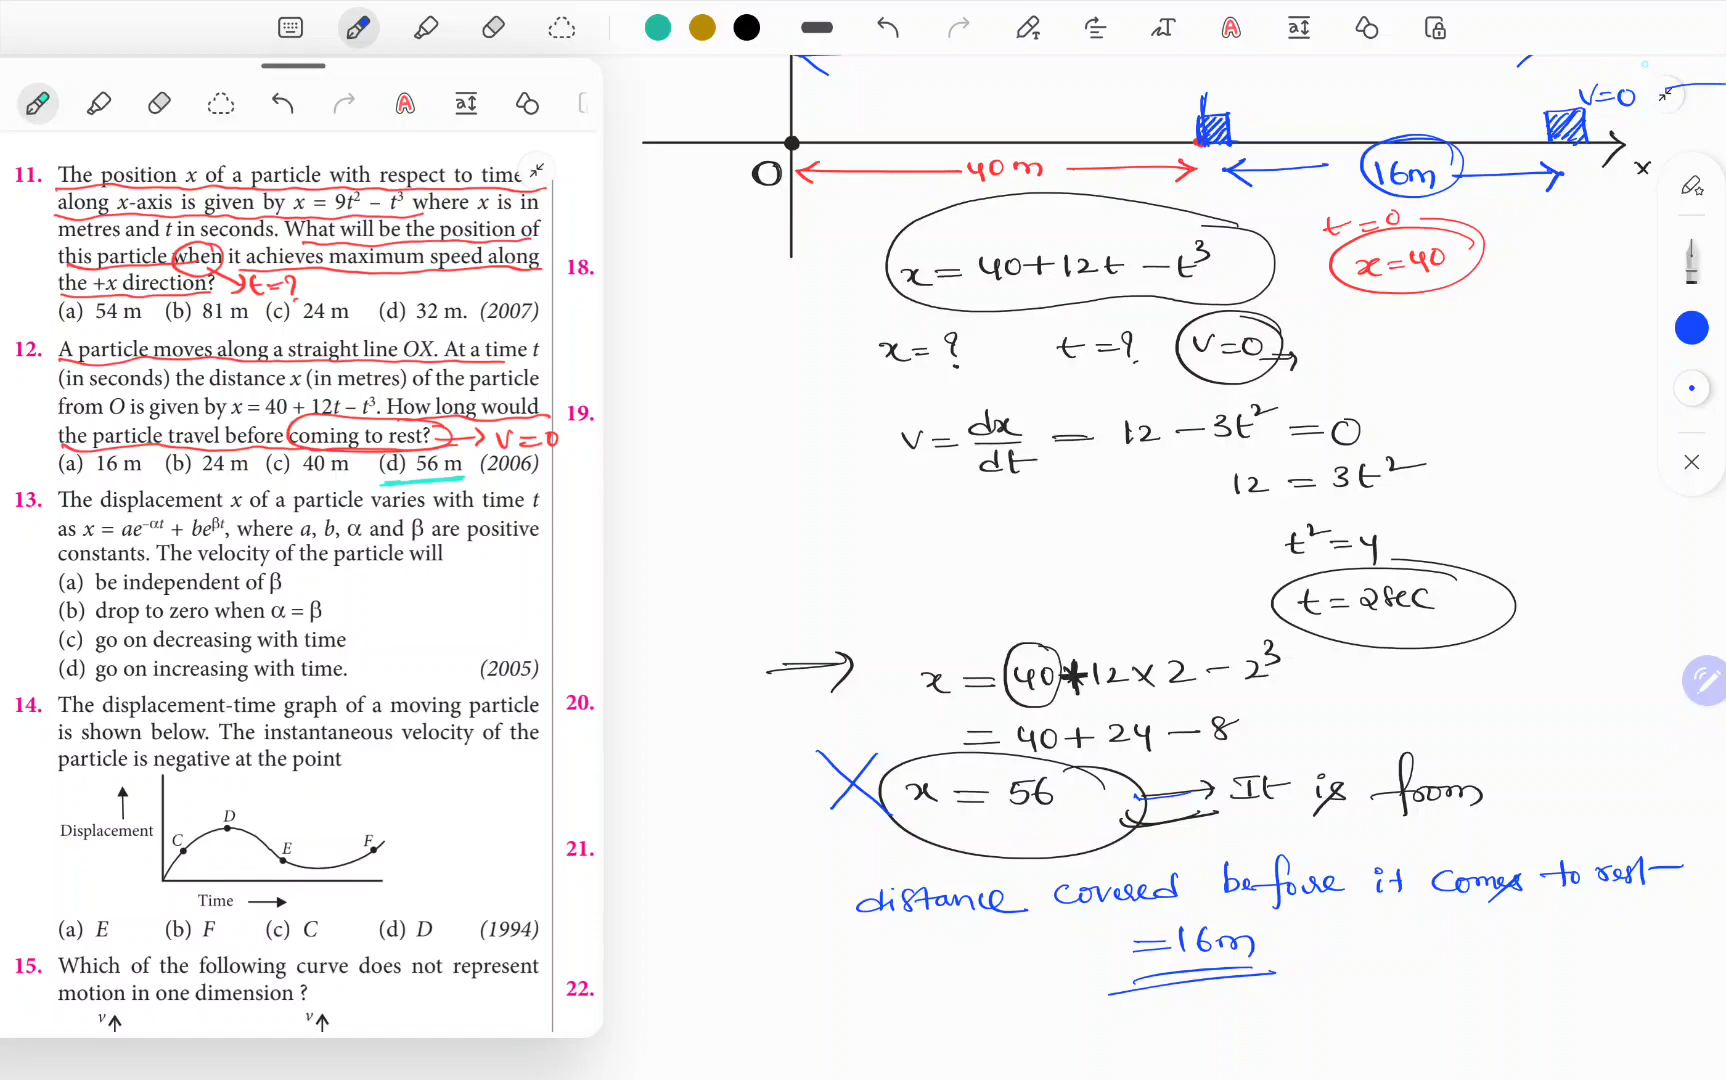 11. The position x of a particle with respect to time
along x-axis is given by x = 9t² – t³ where x is in
metres and t in seconds. What will be the position of
this particle when it achieves maximum speed along
the +x direction? t=?
(a) 54 m (b) 81 m (c) 24 m (d) 32 m. (2007)
12. A particle moves along a straight line OX. At a time t
(in seconds) the distance x (in metres) of the particle
from O is given by x = 40 + 12t – t³. How long would
the particle travel before coming to rest? → v=0
(a) 16 m (b) 24 m (c) 40 m (d) 56 m (2006)
13. The displacement x of a particle varies with time t
as x = ae^–αt + be^βt, where a, b, α and β are positive
constants. The velocity of the particle will
(a) be independent of β
(b) drop to zero when α = β
(c) go on decreasing with time
(d) go on increasing with time. (2005)
14. The displacement-time graph of a moving particle
is shown below. The instantaneous velocity of the
particle is negative at the point
Displacement
C
D
E
F
Time
(a) E (b) F (c) C (d) D (1994)
15. Which of the following curve does not represent
motion in one dimension ?
v v
18.
19.
20.
21.
22.
v=0
O 40m 16m x
t=0
x=40
x = 40+12t – t³
x=? t=? v=0
v = dx/dt = 12 – 3t² = 0
12 = 3t²
t²=4
t= 2sec
→ x = 40+12×2 – 2³
= 40+24 – 8
x = 56 → It is from
distance covered before it comes to rest
=16m